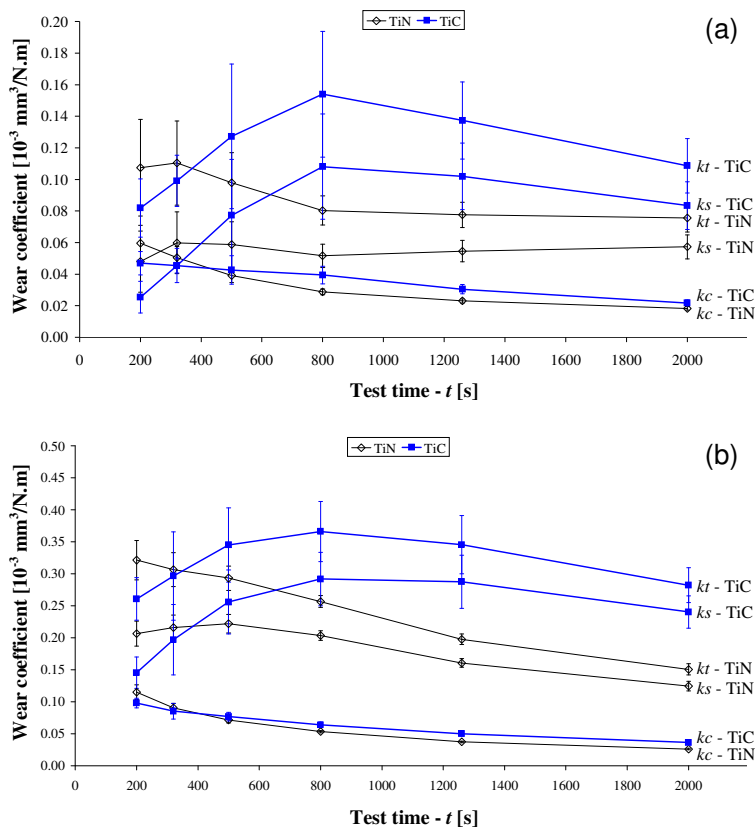 TiN TiC
(a)
Wear coefficient [10⁻³ mm³/N.m]
0.20
0.18
0.16
0.14
0.12
0.10
0.08
0.06
0.04
0.02
0.00
kt - TiC
ks - TiC
kt - TiN
ks - TiN
kc - TiC
kc - TiN
0 200 400 600 800 1000 1200 1400 1600 1800 2000
Test time - t [s]
TiN TiC
(b)
Wear coefficient [10⁻³ mm³/N.m]
0.50
0.45
0.40
0.35
0.30
0.25
0.20
0.15
0.10
0.05
0.00
kt - TiC
ks - TiC
kt - TiN
ks - TiN
kc - TiC
kc - TiN
0 200 400 600 800 1000 1200 1400 1600 1800 2000
Test time - t [s]